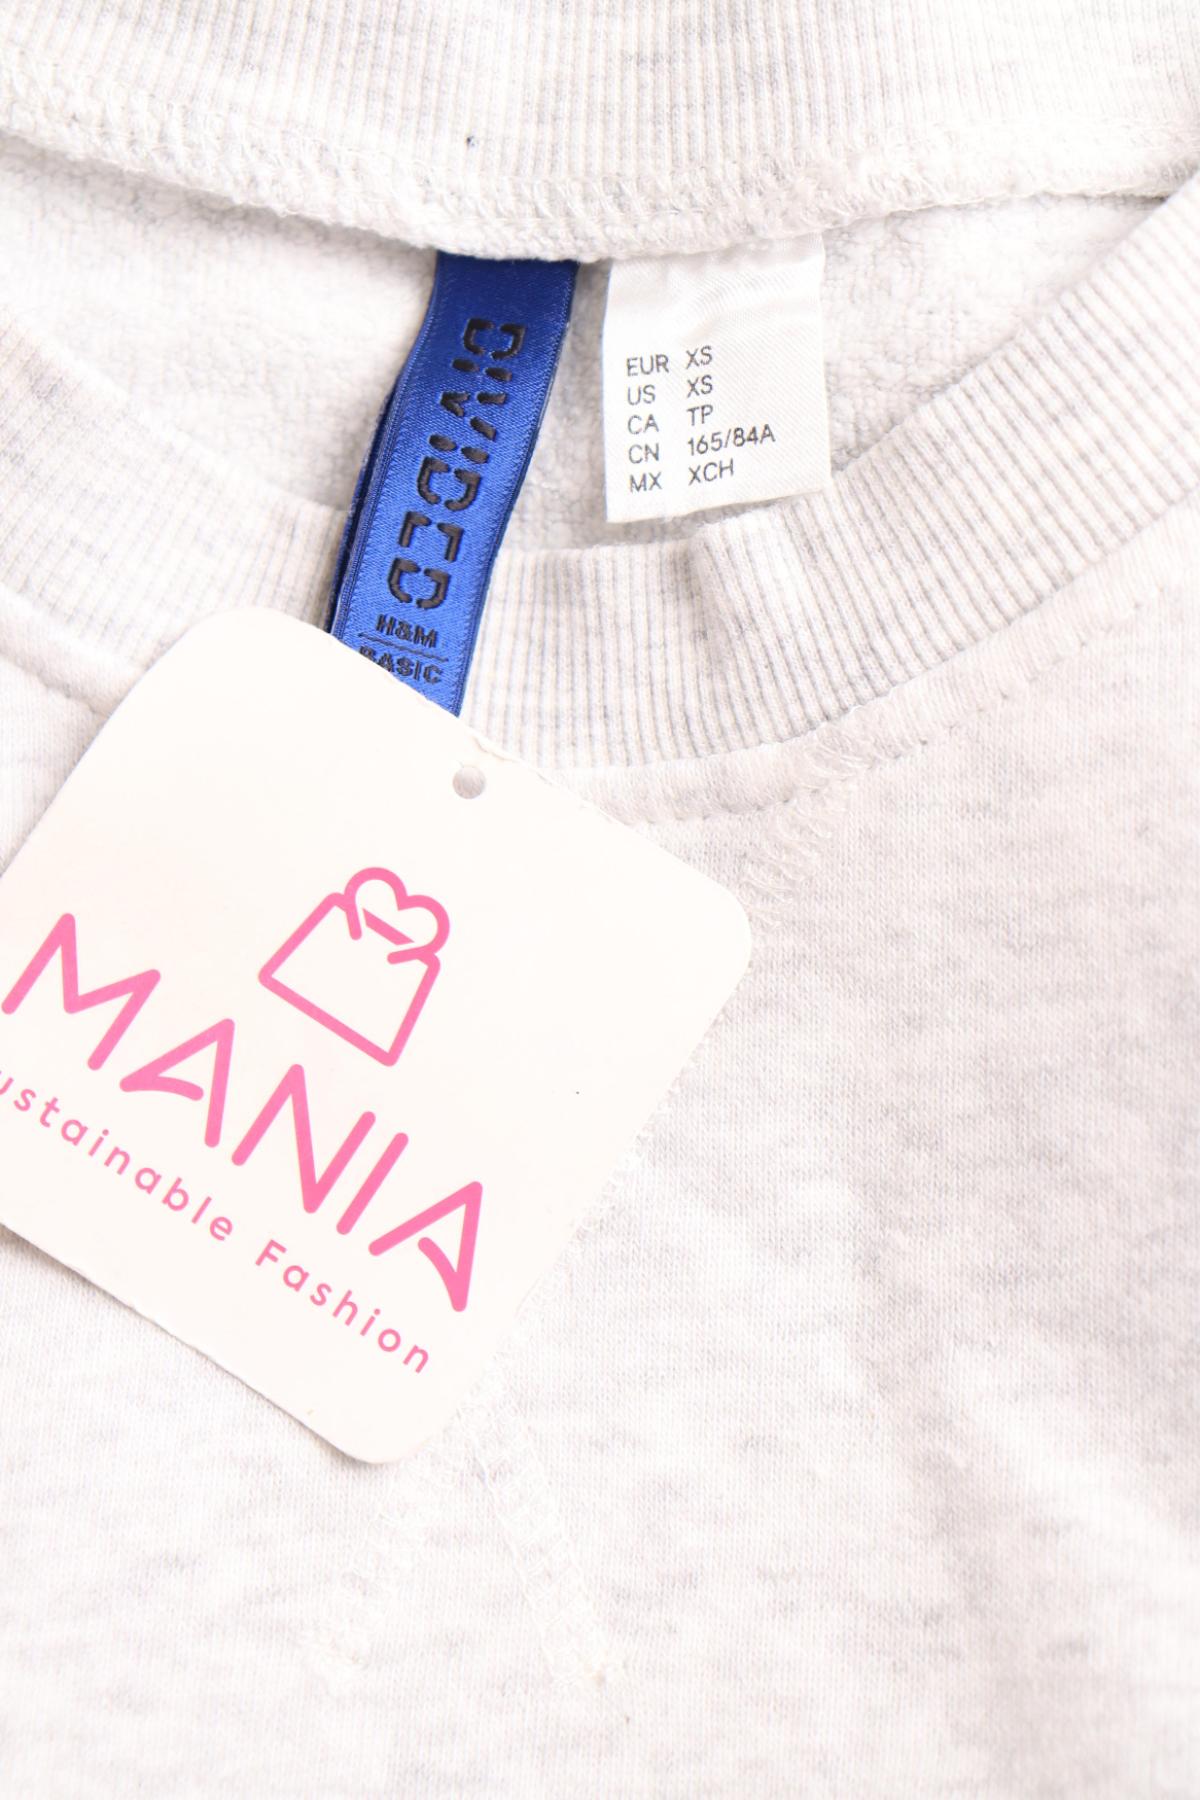 DIVIDED
H&M
BASIC
EUR XS
US XS
CA TP
CN 165/84A
MX XCH
MANIA
ustainable Fashion